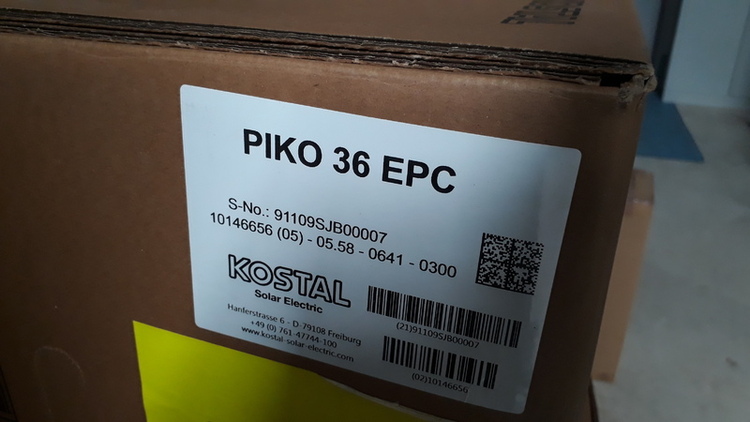 PIKO 36 EPC
S-No.: 91109SJB00007
10146656 (05) - 05.58 - 0641 - 0300
KOSTAL
Solar Electric
Hanferstrasse 6 - D-79108 Freiburg
+49 (0) 761-47744-100
www.kostal-solar-electric.com
(21)91109SJB00007
(02)10146656